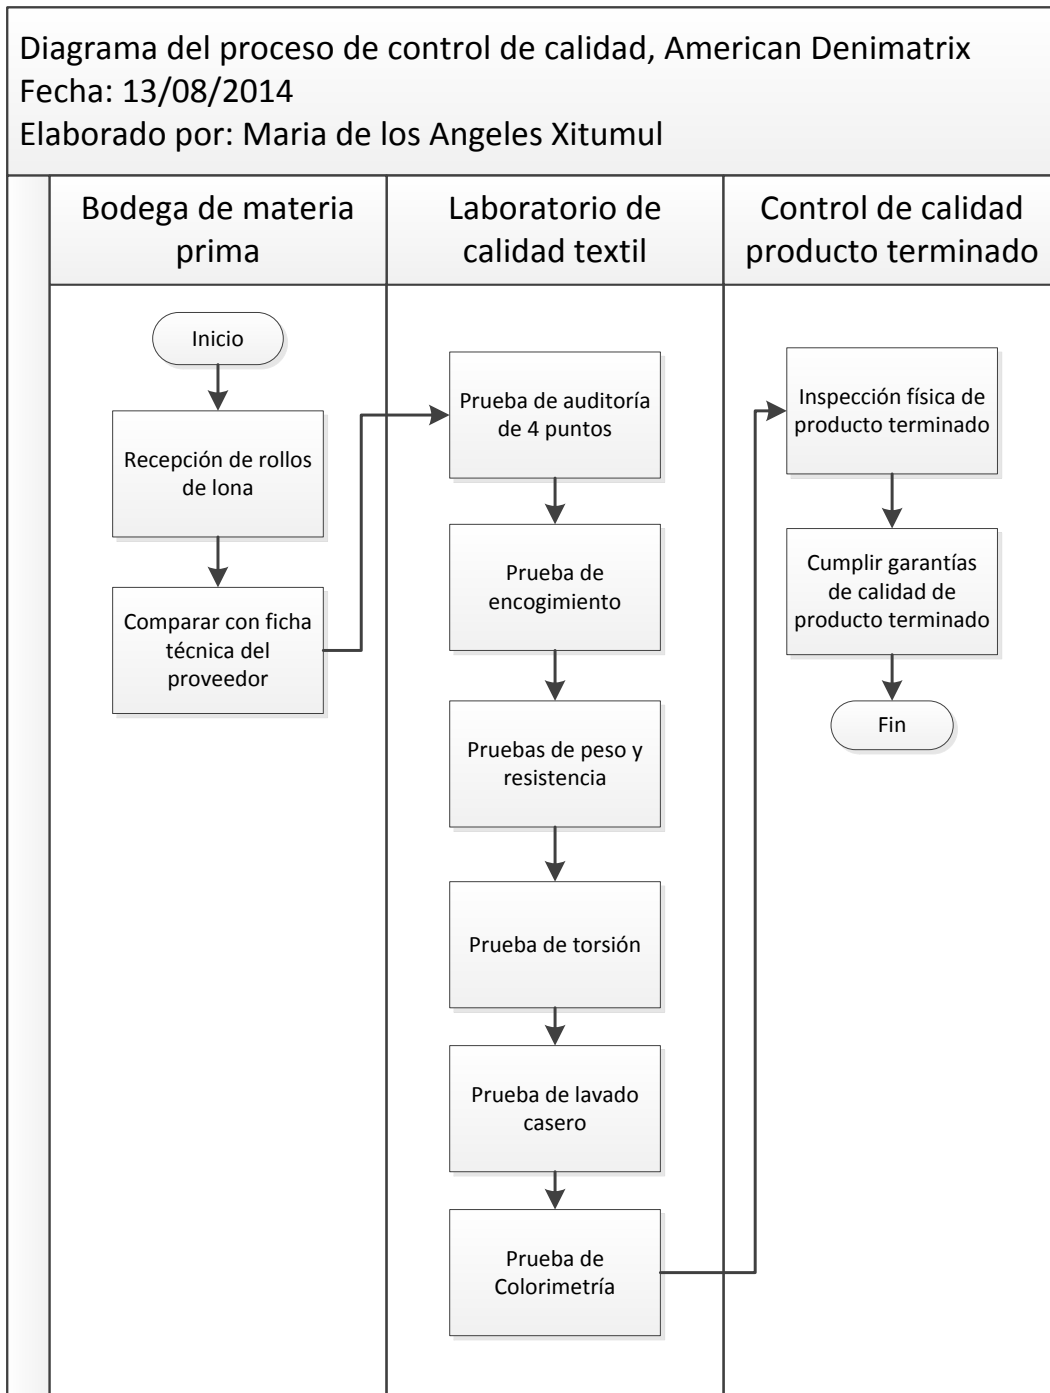 Diagrama del proceso de control de calidad, American Denimatrix
Fecha: 13/08/2014
Elaborado por: Maria de los Angeles Xitumul
Bodega de materia
prima
Laboratorio de
calidad textil
Control de calidad
producto terminado
Inicio
Recepción de rollos
de lona
Comparar con ficha
técnica del
proveedor
Prueba de auditoría
de 4 puntos
Prueba de
encogimiento
Pruebas de peso y
resistencia
Prueba de torsión
Prueba de lavado
casero
Prueba de
Colorimetría
Inspección física de
producto terminado
Cumplir garantías
de calidad de
producto terminado
Fin